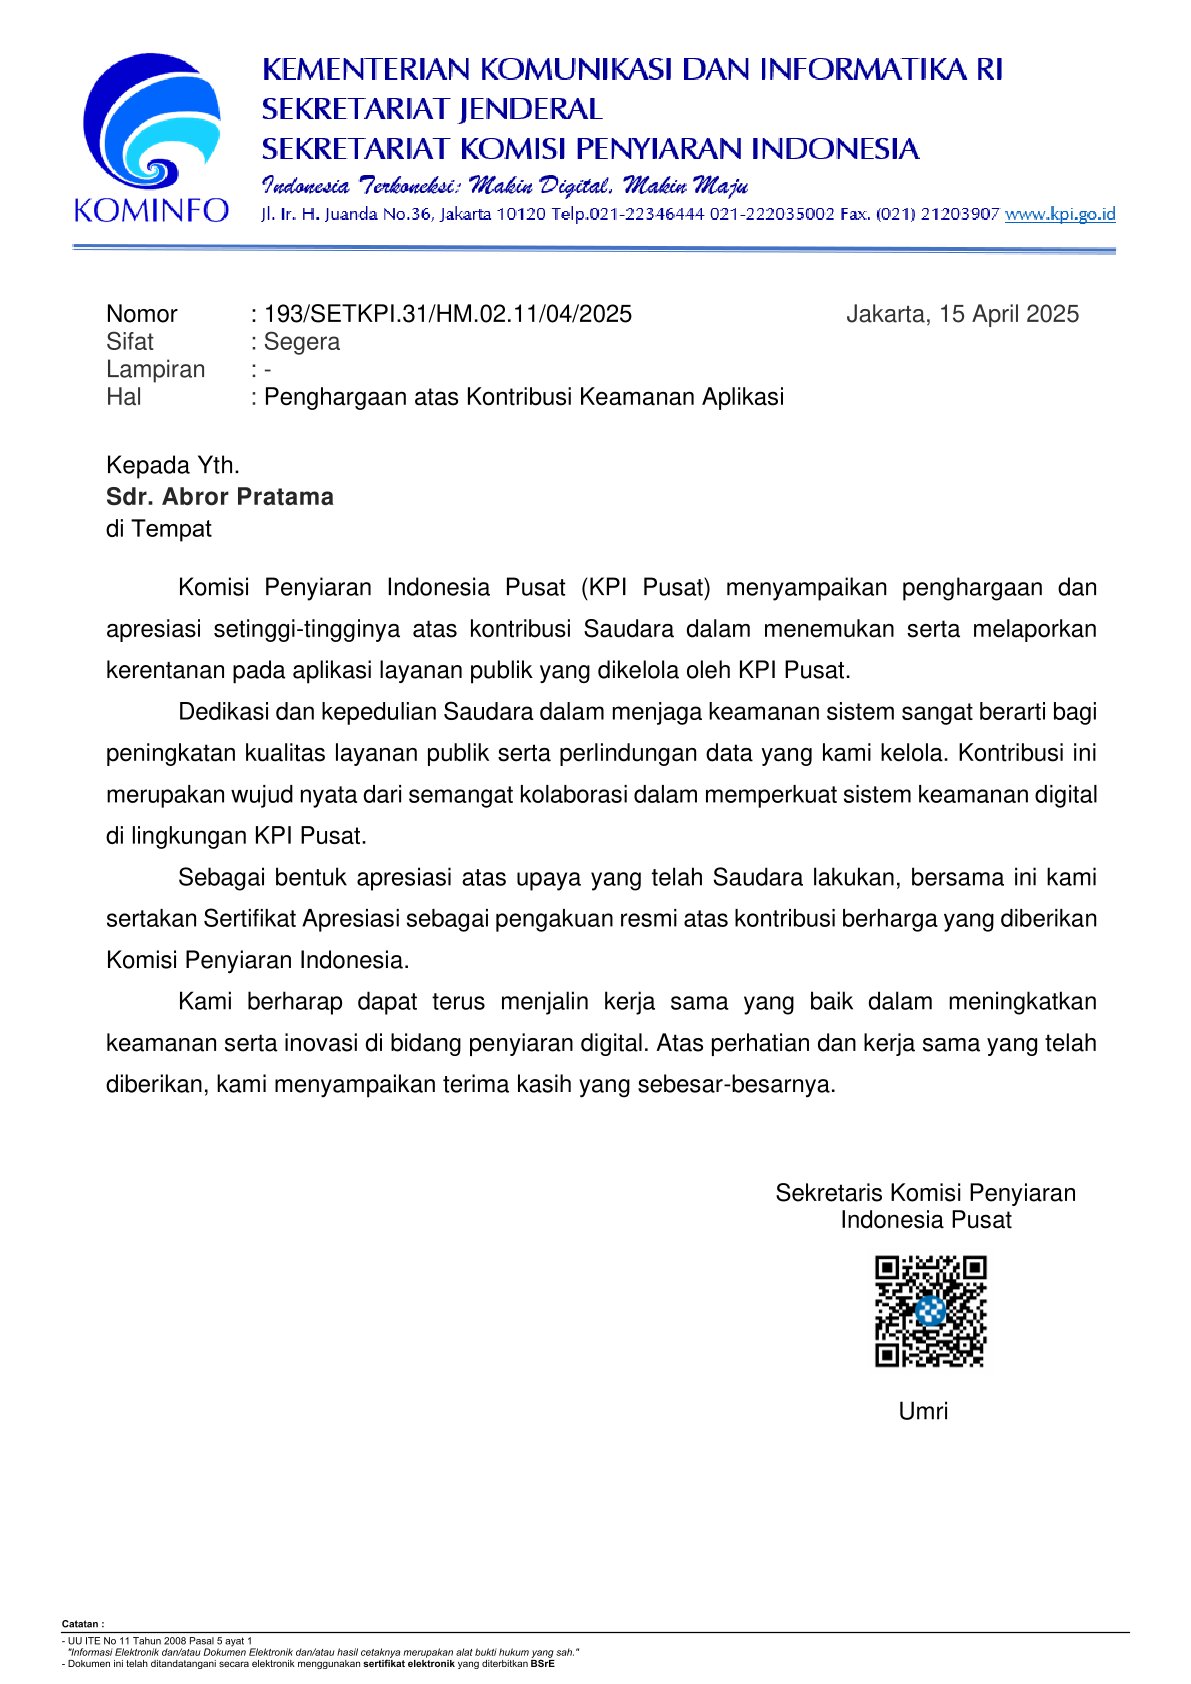 KEMENTERIAN KOMUNIKASI DAN INFORMATIKA RI
SEKRETARIAT JENDERAL
SEKRETARIAT KOMISI PENYIARAN INDONESIA
Indonesia Terkoneksi: Makin Digital, Makin Maju
KOMINFO
Jl. Ir. H. Juanda No.36, Jakarta 10120 Telp.021-22346444 021-222035002 Fax. (021) 21203907 www.kpi.go.id
Nomor : 193/SETKPI.31/HM.02.11/04/2025 Jakarta, 15 April 2025
Sifat : Segera
Lampiran : -
Hal : Penghargaan atas Kontribusi Keamanan Aplikasi
Kepada Yth.
Sdr. Abror Pratama
di Tempat
Komisi Penyiaran Indonesia Pusat (KPI Pusat) menyampaikan penghargaan dan
apresiasi setinggi-tingginya atas kontribusi Saudara dalam menemukan serta melaporkan
kerentanan pada aplikasi layanan publik yang dikelola oleh KPI Pusat.
Dedikasi dan kepedulian Saudara dalam menjaga keamanan sistem sangat berarti bagi
peningkatan kualitas layanan publik serta perlindungan data yang kami kelola. Kontribusi ini
merupakan wujud nyata dari semangat kolaborasi dalam memperkuat sistem keamanan digital
di lingkungan KPI Pusat.
Sebagai bentuk apresiasi atas upaya yang telah Saudara lakukan, bersama ini kami
sertakan Sertifikat Apresiasi sebagai pengakuan resmi atas kontribusi berharga yang diberikan
Komisi Penyiaran Indonesia.
Kami berharap dapat terus menjalin kerja sama yang baik dalam meningkatkan
keamanan serta inovasi di bidang penyiaran digital. Atas perhatian dan kerja sama yang telah
diberikan, kami menyampaikan terima kasih yang sebesar-besarnya.
Sekretaris Komisi Penyiaran
Indonesia Pusat
Umri
Catatan :
- UU ITE No 11 Tahun 2008 Pasal 5 ayat 1
"Informasi Elektronik dan/atau Dokumen Elektronik dan/atau hasil cetaknya merupakan alat bukti hukum yang sah."
- Dokumen ini telah ditandatangani secara elektronik menggunakan sertifikat elektronik yang diterbitkan BSrE